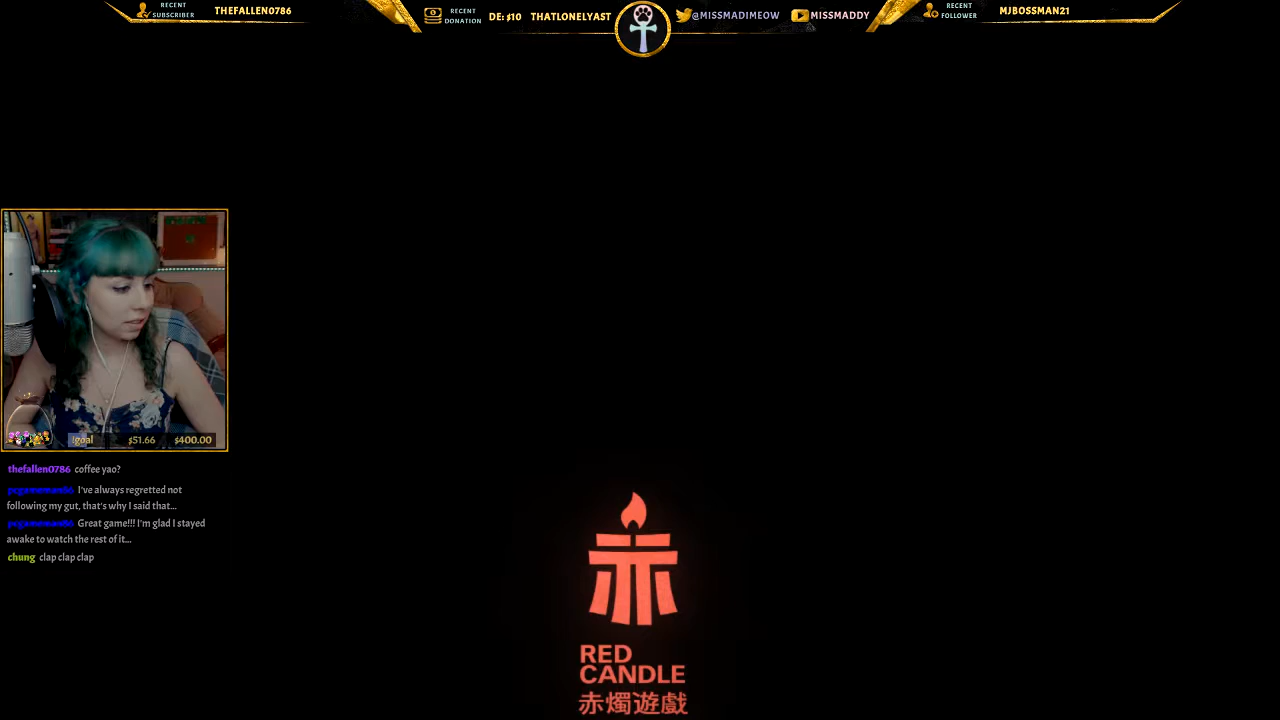 RECENT
SUBSCRIBER
THEFALLEN0786
RECENT
DONATION
DE: $10 THATLONELYAST
@MISSMADIMEOW
MISSMADDY
RECENT
FOLLOWER
MJBOSSMAN21
!goal $51.66 $400.00
thefallen0786 coffee yao?
I've always regretted not
following my gut, that's why I said that...
Great game!!! I'm glad I stayed
awake to watch the rest of it...
chung clap clap clap
RED
CANDLE
赤燭遊戲